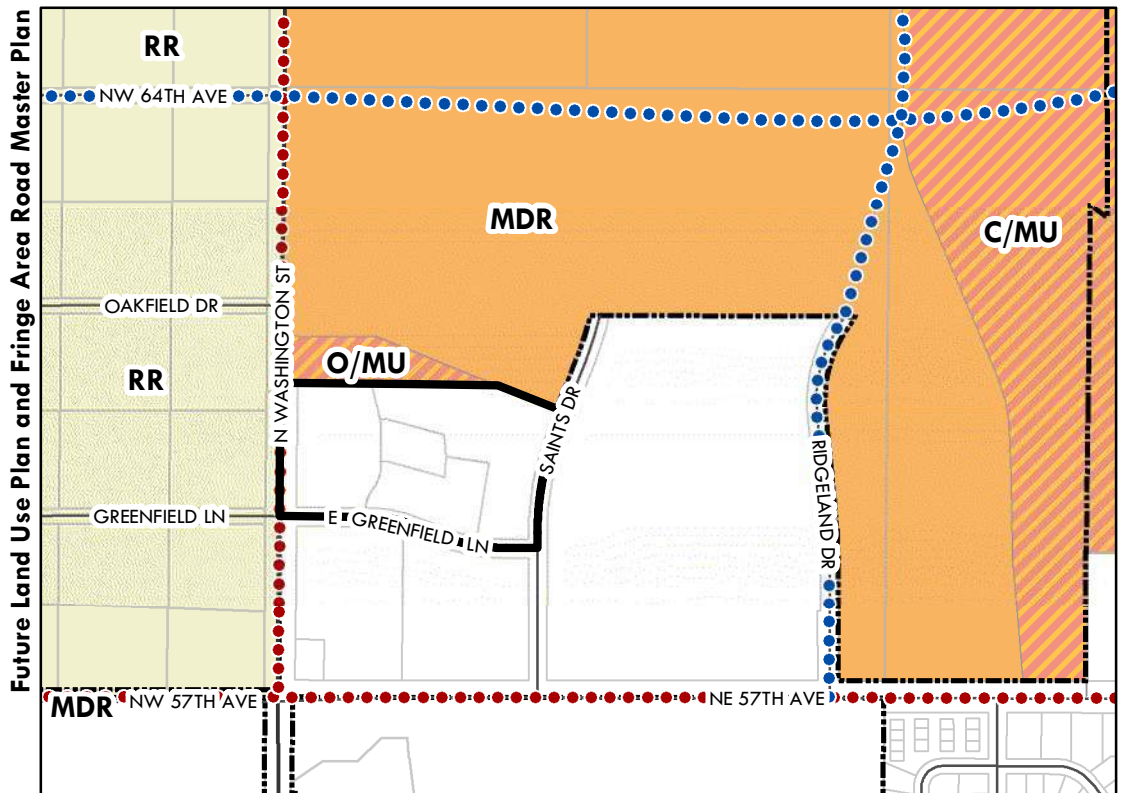 Future Land Use Plan and Fringe Area Road Master Plan
RR
NW 64TH AVE
MDR
C/MU
N WASHINGTON ST
OAKFIELD DR
O/MU
RR
SAINTS DR
RIDGELAND DR
GREENFIELD LN
E GREENFIELD LN
MDR
NW 57TH AVE
NE 57TH AVE